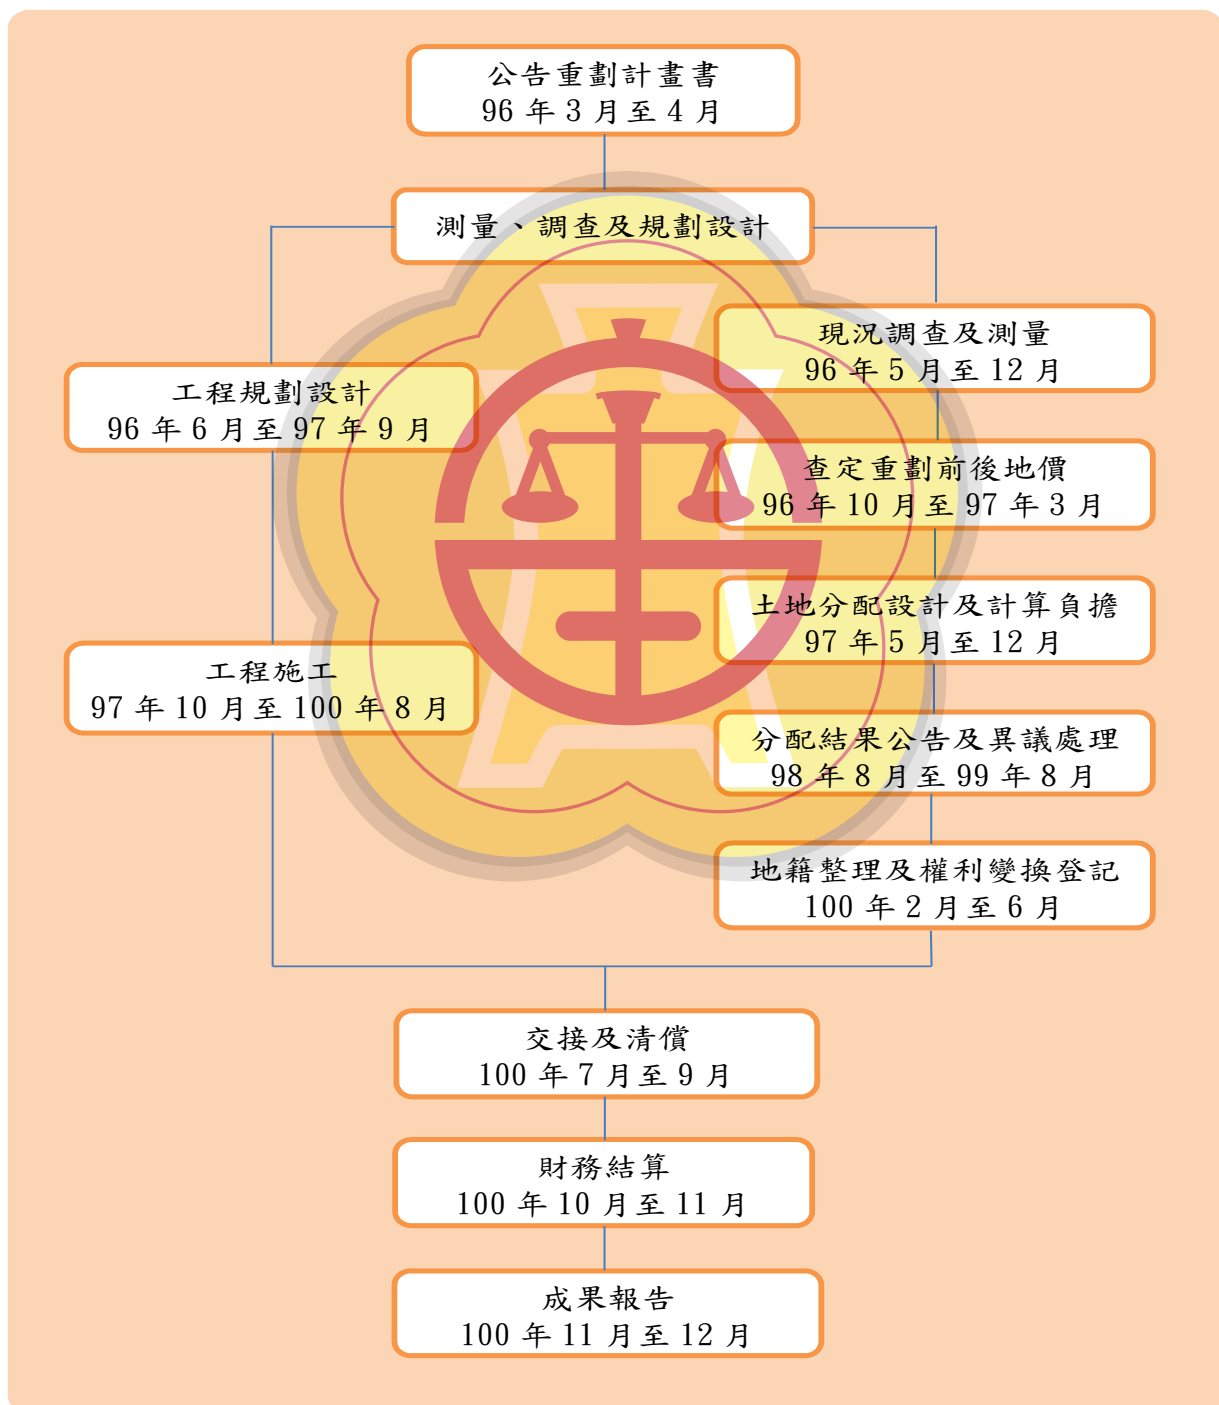 公告重劃計畫書
96 年 3 月至 4 月
測量、調查及規劃設計
現況調查及測量
96 年 5 月至 12 月
工程規劃設計
96 年 6 月至 97 年 9 月
查定重劃前後地價
96 年 10 月至 97 年 3 月
土地分配設計及計算負擔
97 年 5 月至 12 月
工程施工
97 年 10 月至 100 年 8 月
分配結果公告及異議處理
98 年 8 月至 99 年 8 月
地籍整理及權利變換登記
100 年 2 月至 6 月
交接及清償
100 年 7 月至 9 月
財務結算
100 年 10 月至 11 月
成果報告
100 年 11 月至 12 月